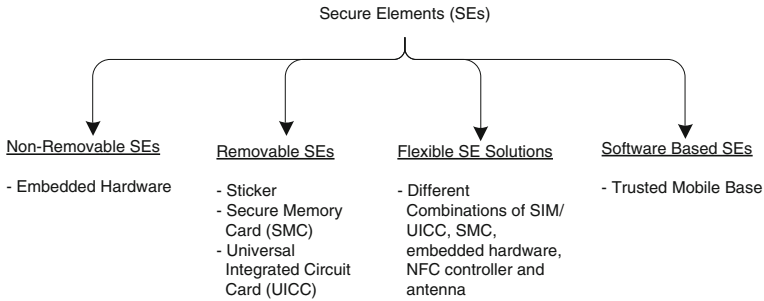 Secure Elements (SEs)
Non-Removable SEs
- Embedded Hardware
Removable SEs
- Sticker
- Secure Memory
Card (SMC)
- Universal
Integrated Circuit
Card (UICC)
Flexible SE Solutions
- Different
Combinations of SIM/
UICC, SMC,
embedded hardware,
NFC controller and
antenna
Software Based SEs
- Trusted Mobile Base